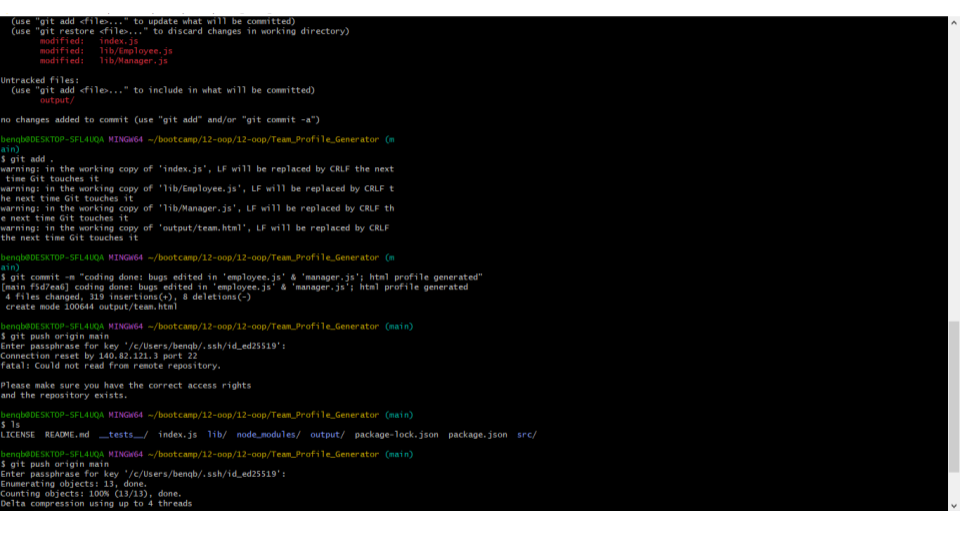 (use "git add <file>..." to update what will be committed)
(use "git restore <file>..." to discard changes in working directory)
modified:   index.js
modified:   lib/Employee.js
modified:   lib/Manager.js
Untracked files:
(use "git add <file>..." to include in what will be committed)
output/
no changes added to commit (use "git add" and/or "git commit -a")
benqb@DESKTOP-SFL4UQA MINGW64 ~/bootcamp/12-oop/12-oop/Team_Profile_Generator (m
ain)
$ git add .
warning: in the working copy of 'index.js', LF will be replaced by CRLF the next
 time Git touches it
warning: in the working copy of 'lib/Employee.js', LF will be replaced by CRLF t
he next time Git touches it
warning: in the working copy of 'lib/Manager.js', LF will be replaced by CRLF th
e next time Git touches it
warning: in the working copy of 'output/team.html', LF will be replaced by CRLF
the next time Git touches it
benqb@DESKTOP-SFL4UQA MINGW64 ~/bootcamp/12-oop/12-oop/Team_Profile_Generator (m
ain)
$ git commit -m "coding done: bugs edited in 'employee.js' & 'manager.js'; html profile generated"
[main f5d7ea6] coding done: bugs edited in 'employee.js' & 'manager.js'; html profile generated
 4 files changed, 319 insertions(+), 8 deletions(-)
 create mode 100644 output/team.html
benqb@DESKTOP-SFL4UQA MINGW64 ~/bootcamp/12-oop/12-oop/Team_Profile_Generator (main)
$ git push origin main
Enter passphrase for key '/c/Users/benqb/.ssh/id_ed25519':
Connection reset by 140.82.121.3 port 22
fatal: Could not read from remote repository.
Please make sure you have the correct access rights
and the repository exists.
benqb@DESKTOP-SFL4UQA MINGW64 ~/bootcamp/12-oop/12-oop/Team_Profile_Generator (main)
$ ls
LICENSE  README.md  __tests__/  index.js  lib/  node_modules/  output/  package-lock.json  package.json  src/
benqb@DESKTOP-SFL4UQA MINGW64 ~/bootcamp/12-oop/12-oop/Team_Profile_Generator (main)
$ git push origin main
Enter passphrase for key '/c/Users/benqb/.ssh/id_ed25519':
Enumerating objects: 13, done.
Counting objects: 100% (13/13), done.
Delta compression using up to 4 threads